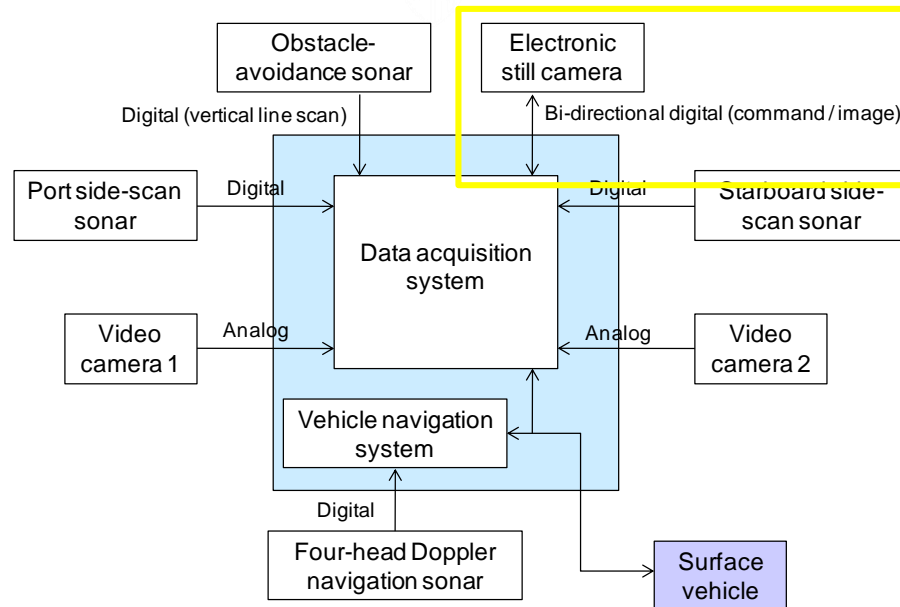 Obstacle-
avoidance sonar
Electronic
still camera
Digital (vertical line scan)
Bi-directional digital (command / image)
Port side-scan
sonar
Digital
Digital
Starboard side-
scan sonar
Data acquisition
system
Video
camera 1
Analog
Analog
Video
camera 2
Vehicle navigation
system
Digital
Four-head Doppler
navigation sonar
Surface
vehicle